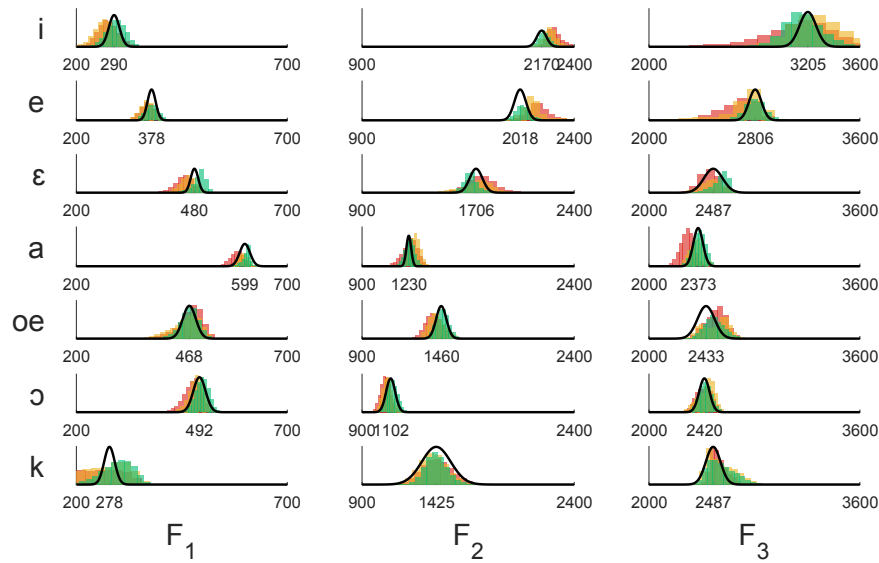 i
200 290 700 900 2170 2400 2000 3205 3600
e
200 378 700 900 2018 2400 2000 2806 3600
ε
200 480 700 900 1706 2400 2000 2487 3600
a
200 599 700 900 1230 2400 2000 2373 3600
oe
200 468 700 900 1460 2400 2000 2433 3600
ɔ
200 492 700 900 1102 2400 2000 2420 3600
k
200 278 700 900 1425 2400 2000 2487 3600
F₁ F₂ F₃